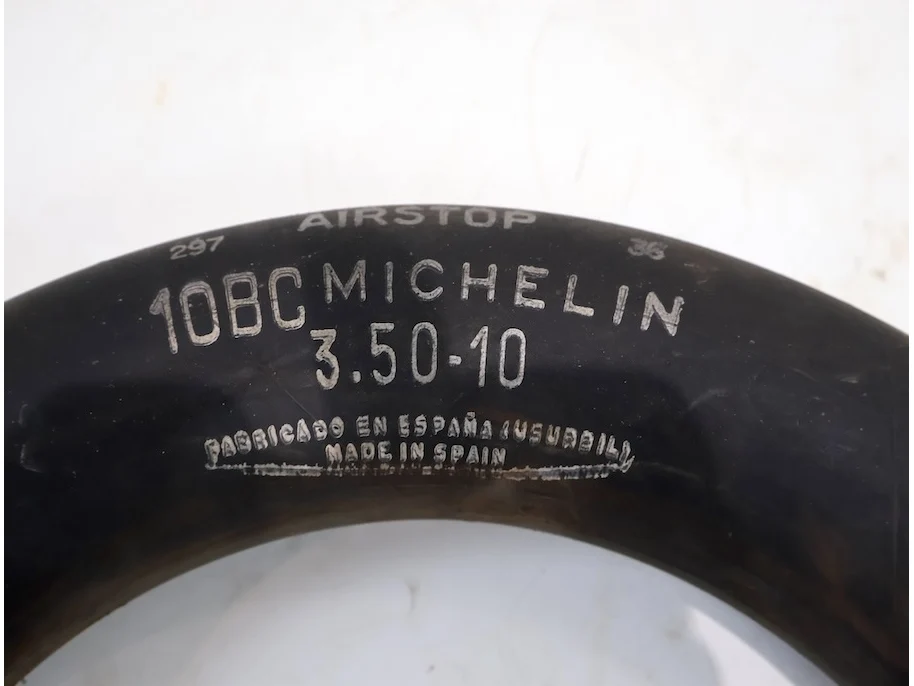 AIRSTOP
297 36
10BC MICHELIN
3.50-10
FABRICADO EN ESPAÑA (USURBIL)
MADE IN SPAIN